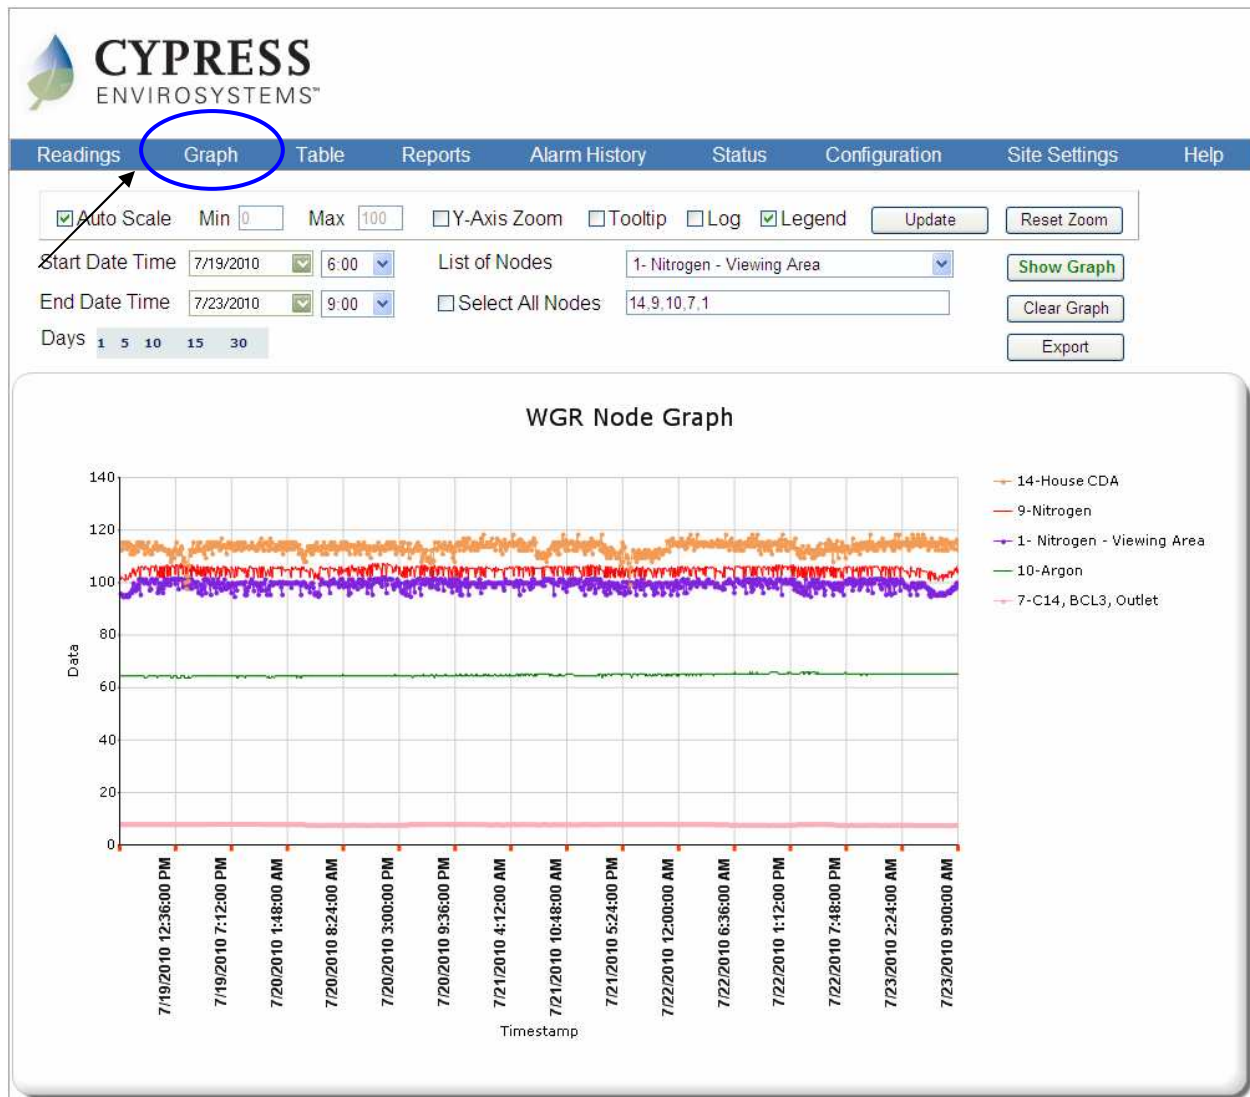 CYPRESS
ENVIROSYSTEMS™
Readings Graph Table Reports Alarm History Status Configuration Site Settings Help
Auto Scale Min 0 Max 100 Y-Axis Zoom Tooltip Log Legend Update Reset Zoom
Start Date Time 7/19/2010 6:00 List of Nodes 1- Nitrogen - Viewing Area Show Graph
End Date Time 7/23/2010 9:00 Select All Nodes 14,9,10,7,1 Clear Graph
Days 1 5 10 15 30 Export
WGR Node Graph
140
120
100
80
60
40
20
0
Data
14-House CDA
9-Nitrogen
1- Nitrogen - Viewing Area
10-Argon
7-C14, BCL3, Outlet
7/19/2010 12:36:00 PM
7/19/2010 7:12:00 PM
7/20/2010 1:48:00 AM
7/20/2010 8:24:00 AM
7/20/2010 3:00:00 PM
7/20/2010 9:36:00 PM
7/21/2010 4:12:00 AM
7/21/2010 10:48:00 AM
7/21/2010 5:24:00 PM
7/22/2010 12:00:00 AM
7/22/2010 6:36:00 AM
7/22/2010 1:12:00 PM
7/22/2010 7:48:00 PM
7/23/2010 2:24:00 AM
7/23/2010 9:00:00 AM
Timestamp